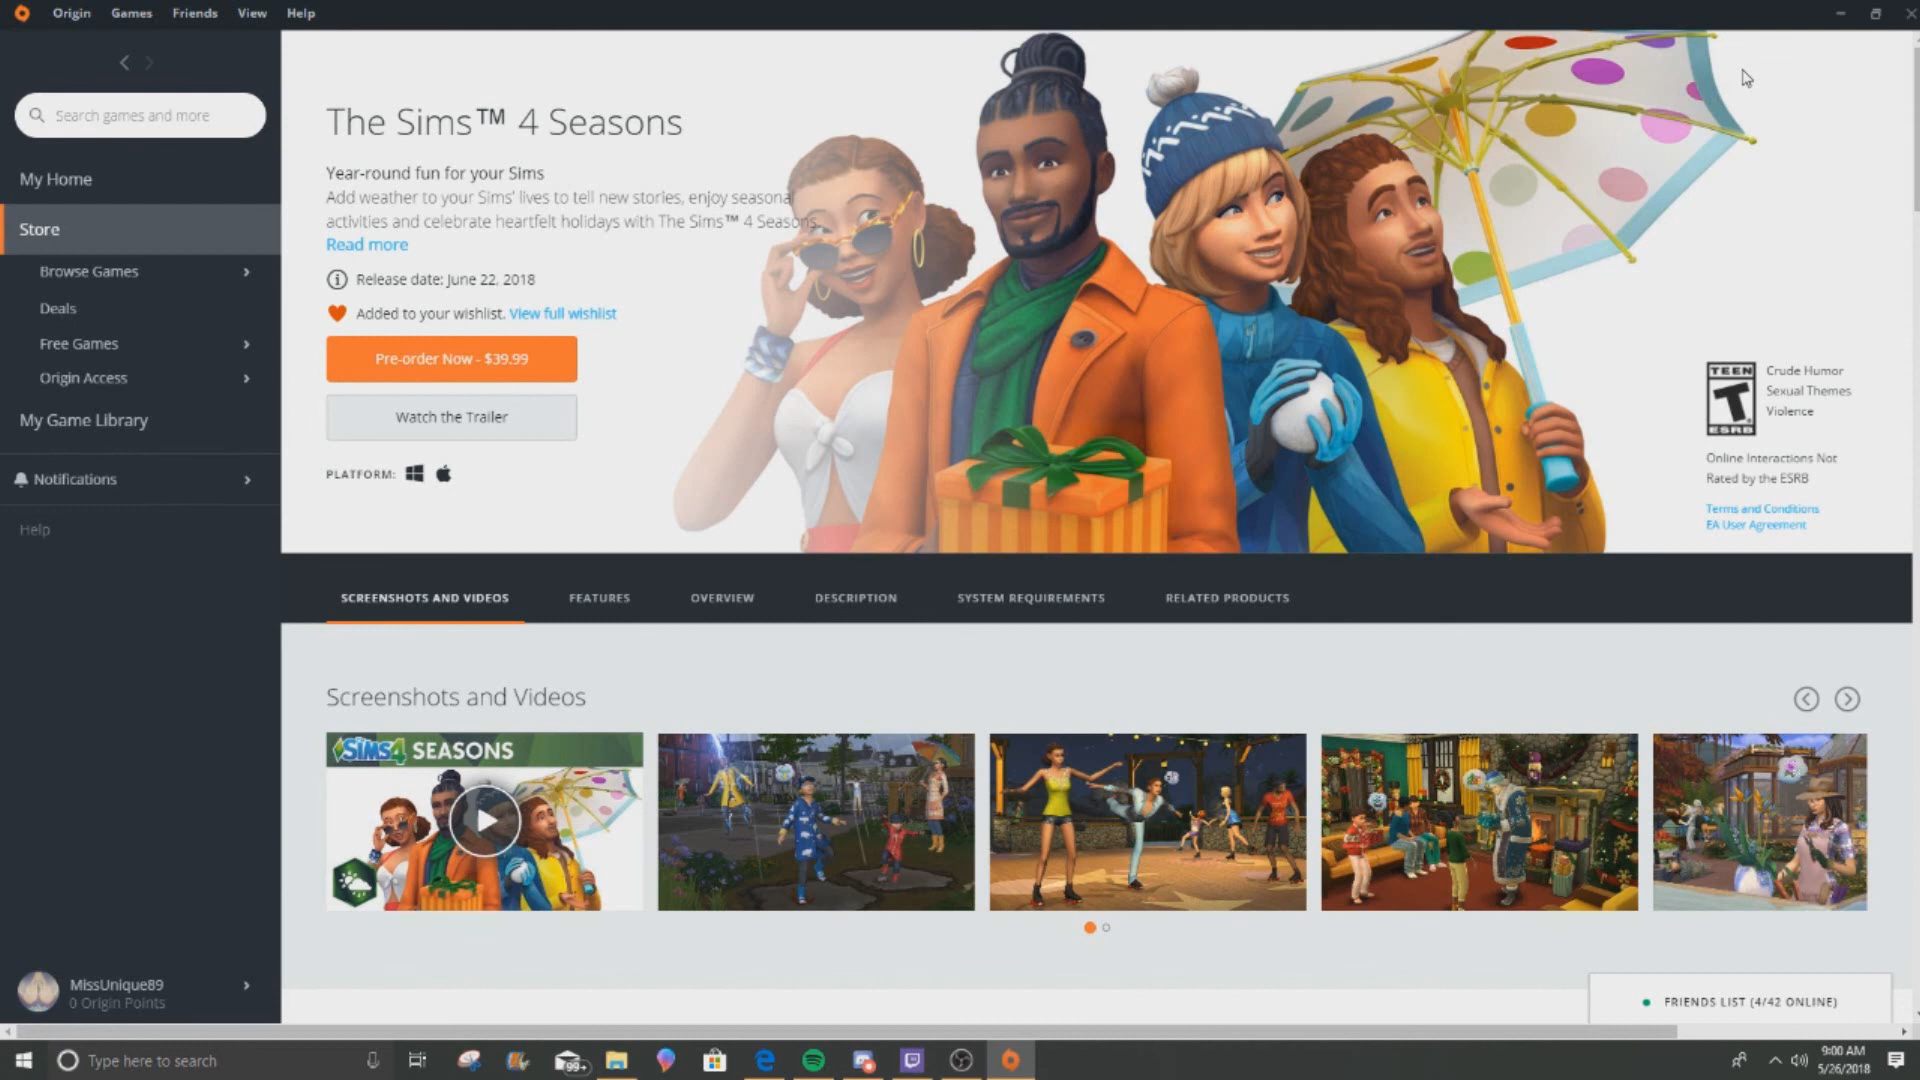 Origin Games Friends View Help
Search games and more
My Home
Store
Browse Games
Deals
Free Games
Origin Access
My Game Library
Notifications
Help
MissUnique89
0 Origin Points
The Sims™ 4 Seasons
Year-round fun for your Sims
Add weather to your Sims' lives to tell new stories, enjoy seasonal
activities and celebrate heartfelt holidays with The Sims™ 4 Seasons.
Read more
Release date: June 22, 2018
Added to your wishlist. View full wishlist
Pre-order Now - $39.99
Watch the Trailer
PLATFORM:
TEEN
T
ESRB
Crude Humor
Sexual Themes
Violence
Online Interactions Not
Rated by the ESRB
Terms and Conditions
EA User Agreement
SCREENSHOTS AND VIDEOS FEATURES OVERVIEW DESCRIPTION SYSTEM REQUIREMENTS RELATED PRODUCTS
Screenshots and Videos
SIMS4 SEASONS
FRIENDS LIST (4/42 ONLINE)
Type here to search
99+
9:00 AM
5/26/2018